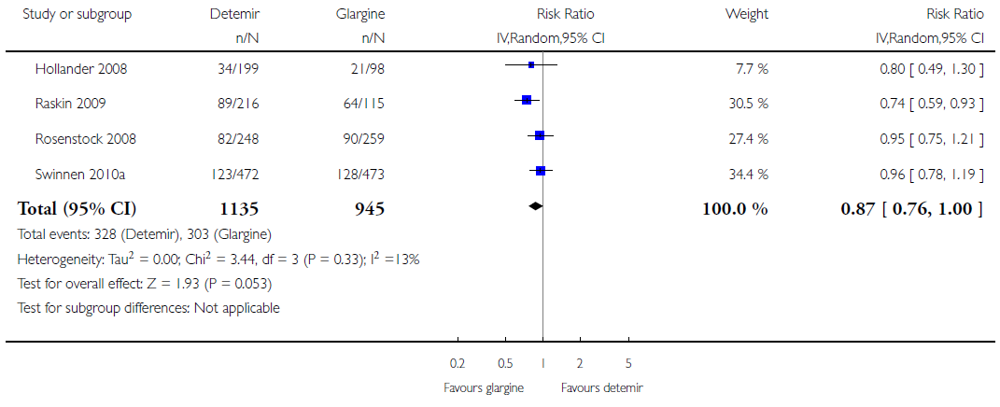 Study or subgroup Detemir Glargine Risk Ratio Weight Risk Ratio
n/N n/N IV,Random,95% CI IV,Random,95% CI
Hollander 2008 34/199 21/98 7.7 % 0.80 [ 0.49, 1.30 ]
Raskin 2009 89/216 64/115 30.5 % 0.74 [ 0.59, 0.93 ]
Rosenstock 2008 82/248 90/259 27.4 % 0.95 [ 0.75, 1.21 ]
Swinnen 2010a 123/472 128/473 34.4 % 0.96 [ 0.78, 1.19 ]
Total (95% CI) 1135 945 100.0 % 0.87 [ 0.76, 1.00 ]
Total events: 328 (Detemir), 303 (Glargine)
Heterogeneity: Tau² = 0.00; Chi² = 3.44, df = 3 (P = 0.33); I² =13%
Test for overall effect: Z = 1.93 (P = 0.053)
Test for subgroup differences: Not applicable
0.2 0.5 1 2 5
Favours glargine Favours detemir